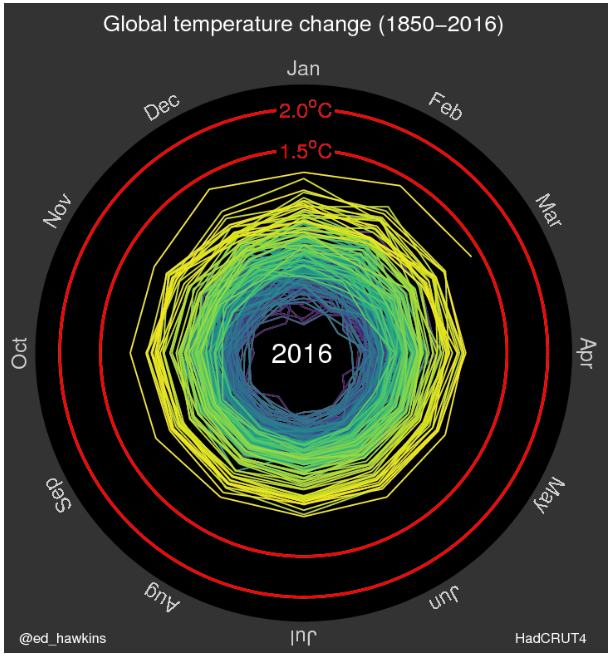 Global temperature change (1850–2016)
Jan
Dec
Feb
2.0°C
1.5°C
Nov
Mar
Oct
2016
Apr
Sep
May
Aug
Jun
Jul
@ed_hawkins
HadCRUT4